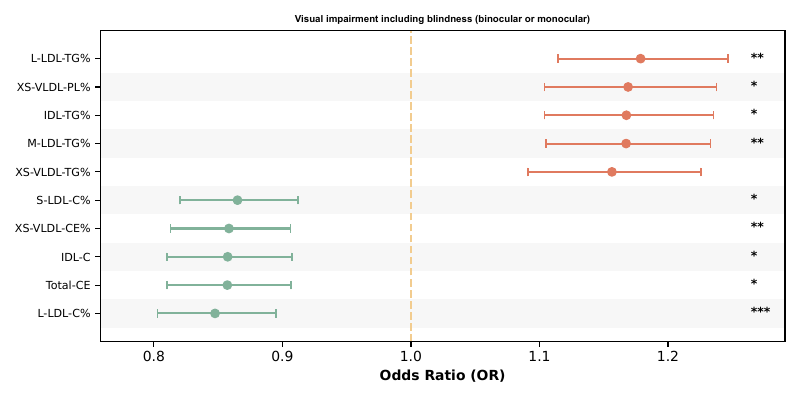 Visual impairment including blindness (binocular or monocular)
L-LDL-TG% **
XS-VLDL-PL% *
IDL-TG% *
M-LDL-TG% **
XS-VLDL-TG%
S-LDL-C% *
XS-VLDL-CE% **
IDL-C *
Total-CE *
L-LDL-C% ***
0.8 0.9 1.0 1.1 1.2
Odds Ratio (OR)